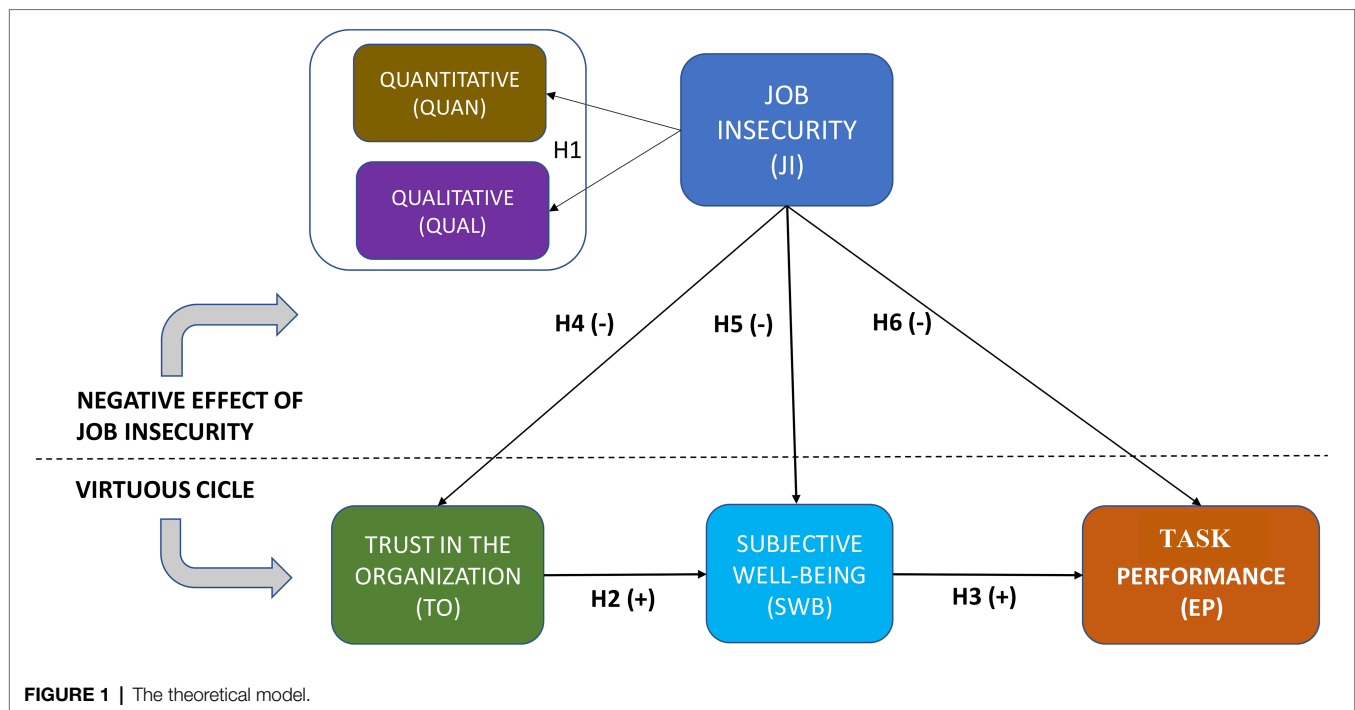 QUANTITATIVE
(QUAN)
QUALITATIVE
(QUAL)
H1
JOB
INSECURITY
(JI)
H4 (-)
H5 (-)
H6 (-)
NEGATIVE EFFECT OF
JOB INSECURITY
VIRTUOUS CICLE
TRUST IN THE
ORGANIZATION
(TO)
H2 (+)
SUBJECTIVE
WELL-BEING
(SWB)
H3 (+)
TASK
PERFORMANCE
(EP)
FIGURE 1 | The theoretical model.